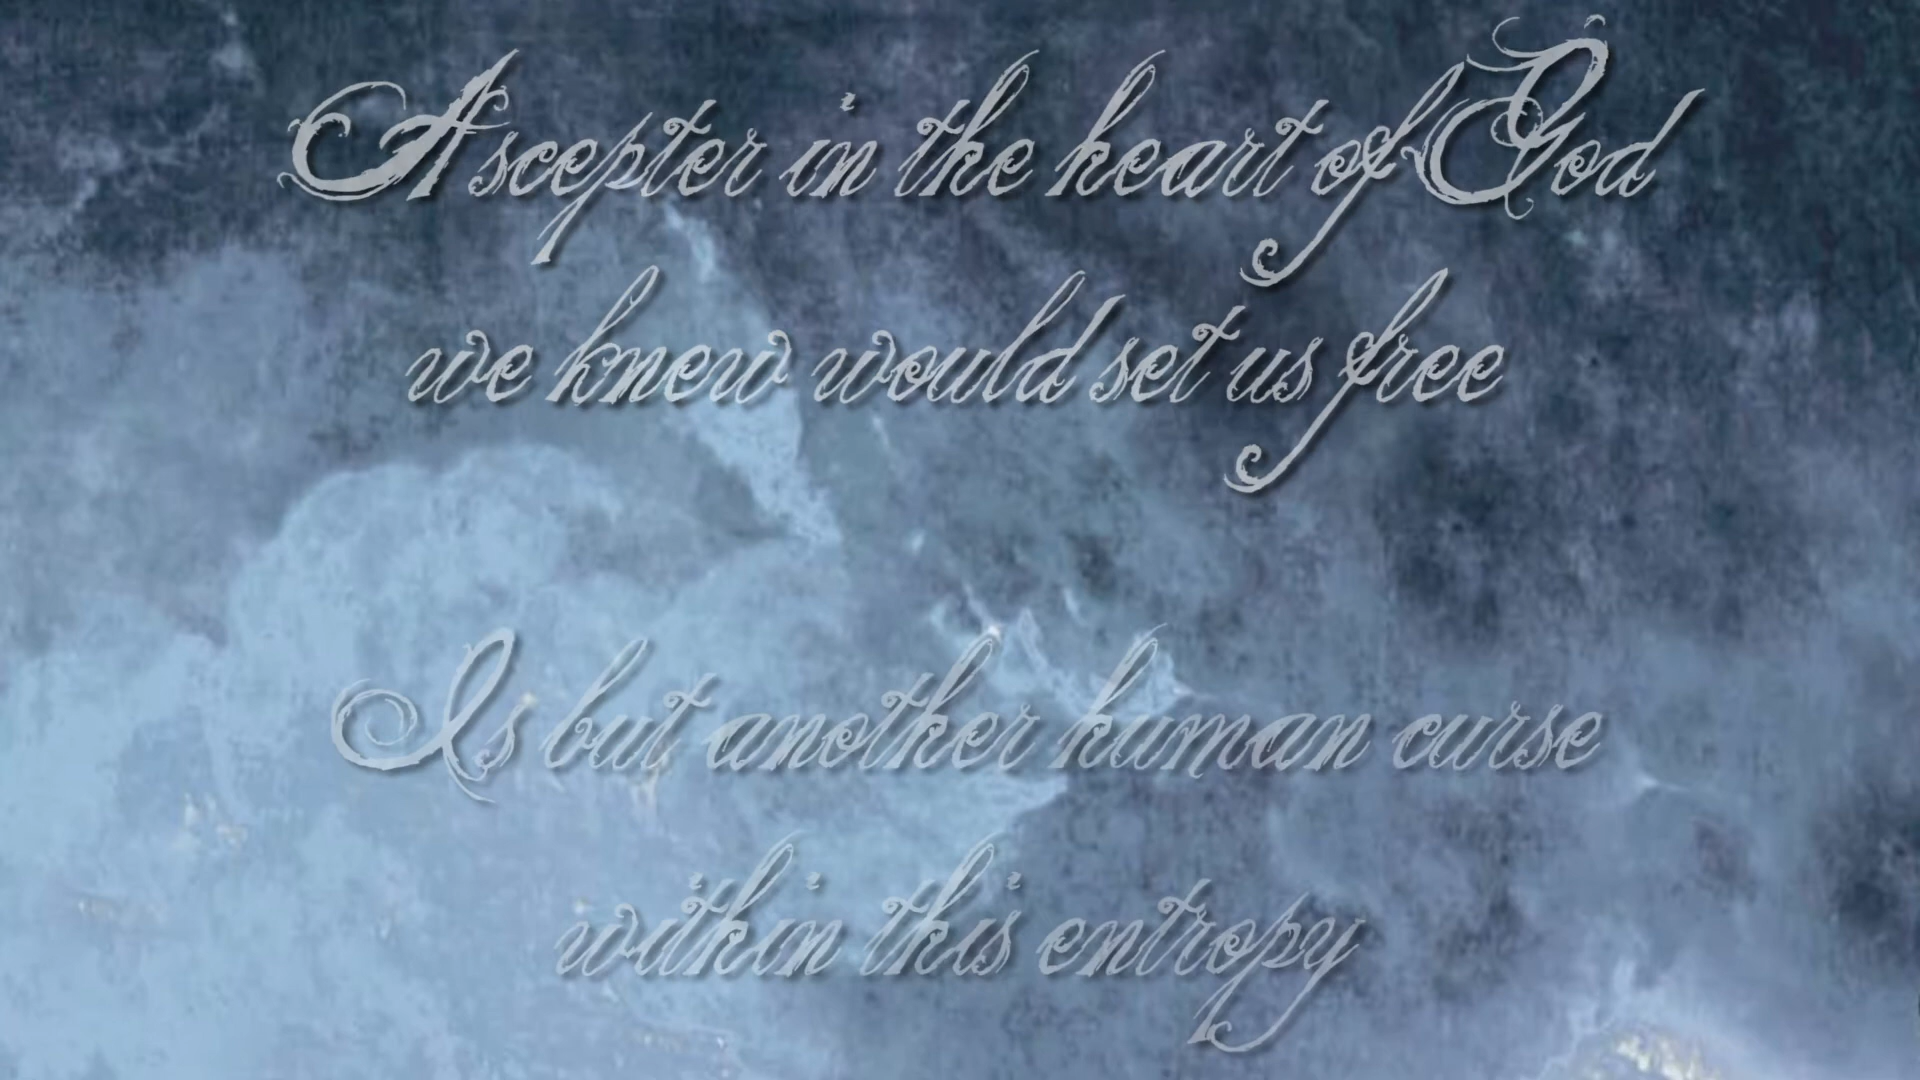 A scepter in the heart of God
we knew would set us free
Is but another human curse
within this entropy